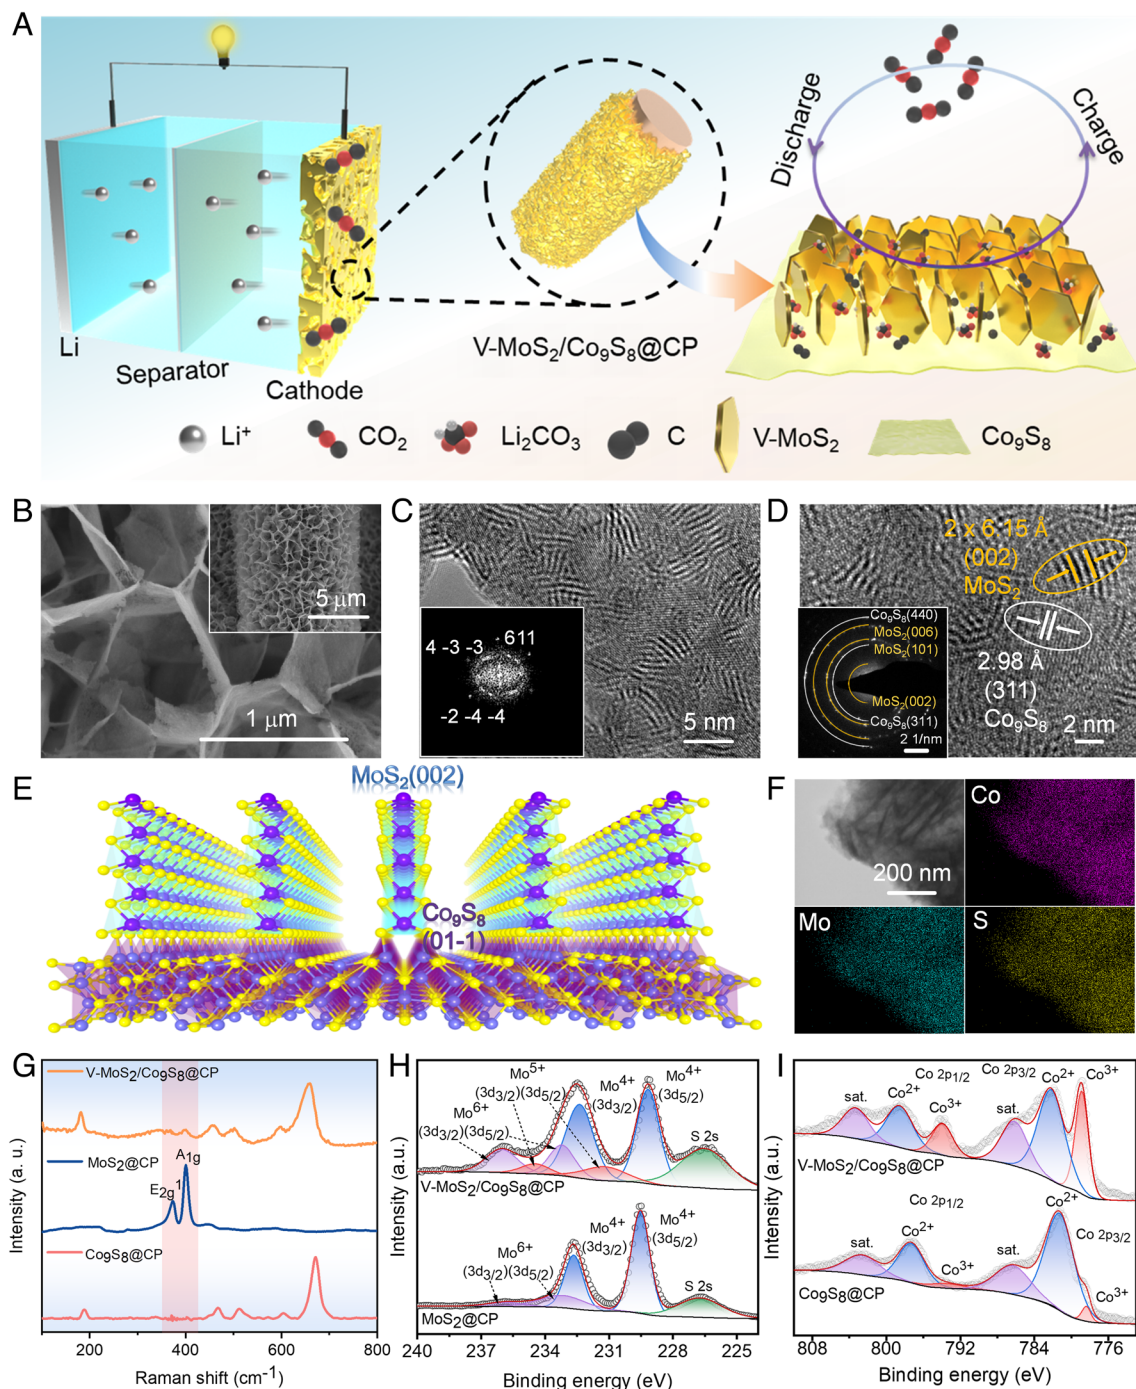 A
Discharge
Charge
Li
Separator
Cathode
V-MoS₂/Co₉S₈@CP
Li⁺
CO₂
Li₂CO₃
C
V-MoS₂
Co₉S₈
B
5 μm
1 μm
C
4 -3 -3
611
-2 -4 -4
5 nm
D
2 x 6.15 Å
(002)
MoS₂
Co₉S₈(440)
MoS₂(006)
MoS₂(101)
MoS₂(002)
Co₉S₈(311)
2 1/nm
2.98 Å
(311)
Co₉S₈
2 nm
E
MoS₂(002)
Co₉S₈
(01-1)
F
200 nm
Co
Mo
S
G
V-MoS₂/Co₉S₈@CP
MoS₂@CP
E₂g¹
A₁g
Co₉S₈@CP
Intensity (a. u.)
200 400 600 800
Raman shift (cm⁻¹)
H
Mo⁵⁺
(3d₃/₂)(3d₅/₂)
Mo⁶⁺
(3d₃/₂)(3d₅/₂)
Mo⁴⁺
(3d₃/₂)
Mo⁴⁺
(3d₅/₂)
S 2s
V-MoS₂/Co₉S₈@CP
Mo⁶⁺
(3d₃/₂)(3d₅/₂)
Mo⁴⁺
(3d₃/₂)
Mo⁴⁺
(3d₅/₂)
S 2s
MoS₂@CP
Intensity (a.u.)
240 237 234 231 228 225
Binding energy (eV)
I
Co 2p₁/₂
Co 2p₃/₂
sat.
Co²⁺
Co³⁺
sat.
Co²⁺
Co³⁺
V-MoS₂/Co₉S₈@CP
Co 2p₁/₂
Co 2p₃/₂
sat.
Co²⁺
Co³⁺
sat.
Co²⁺
Co³⁺
Co₉S₈@CP
Intensity (a.u.)
808 800 792 784 776
Binding energy (eV)